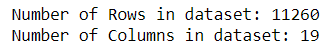 Number of Rows in dataset: 11260
Number of Columns in dataset: 19